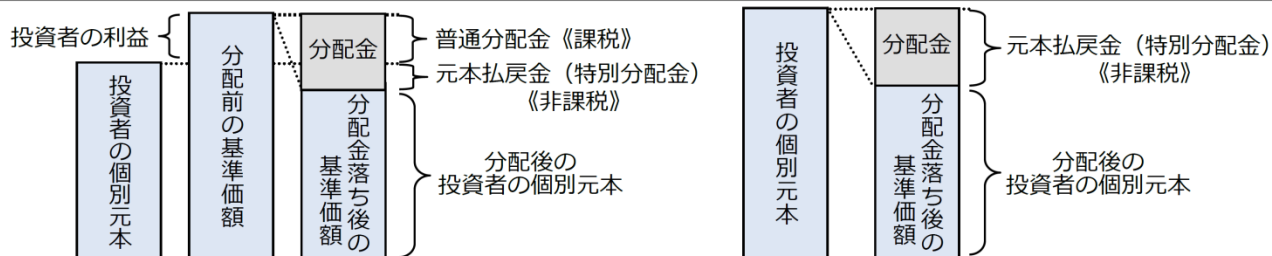 投資者の利益
投資者の個別元本
分配前の基準価額
分配金
分配金落ち後の
基準価額
普通分配金《課税》
元本払戻金（特別分配金）
《非課税》
分配後の
投資者の個別元本
投資者の個別元本
分配金
分配金落ち後の
基準価額
元本払戻金（特別分配金）
《非課税》
分配後の
投資者の個別元本